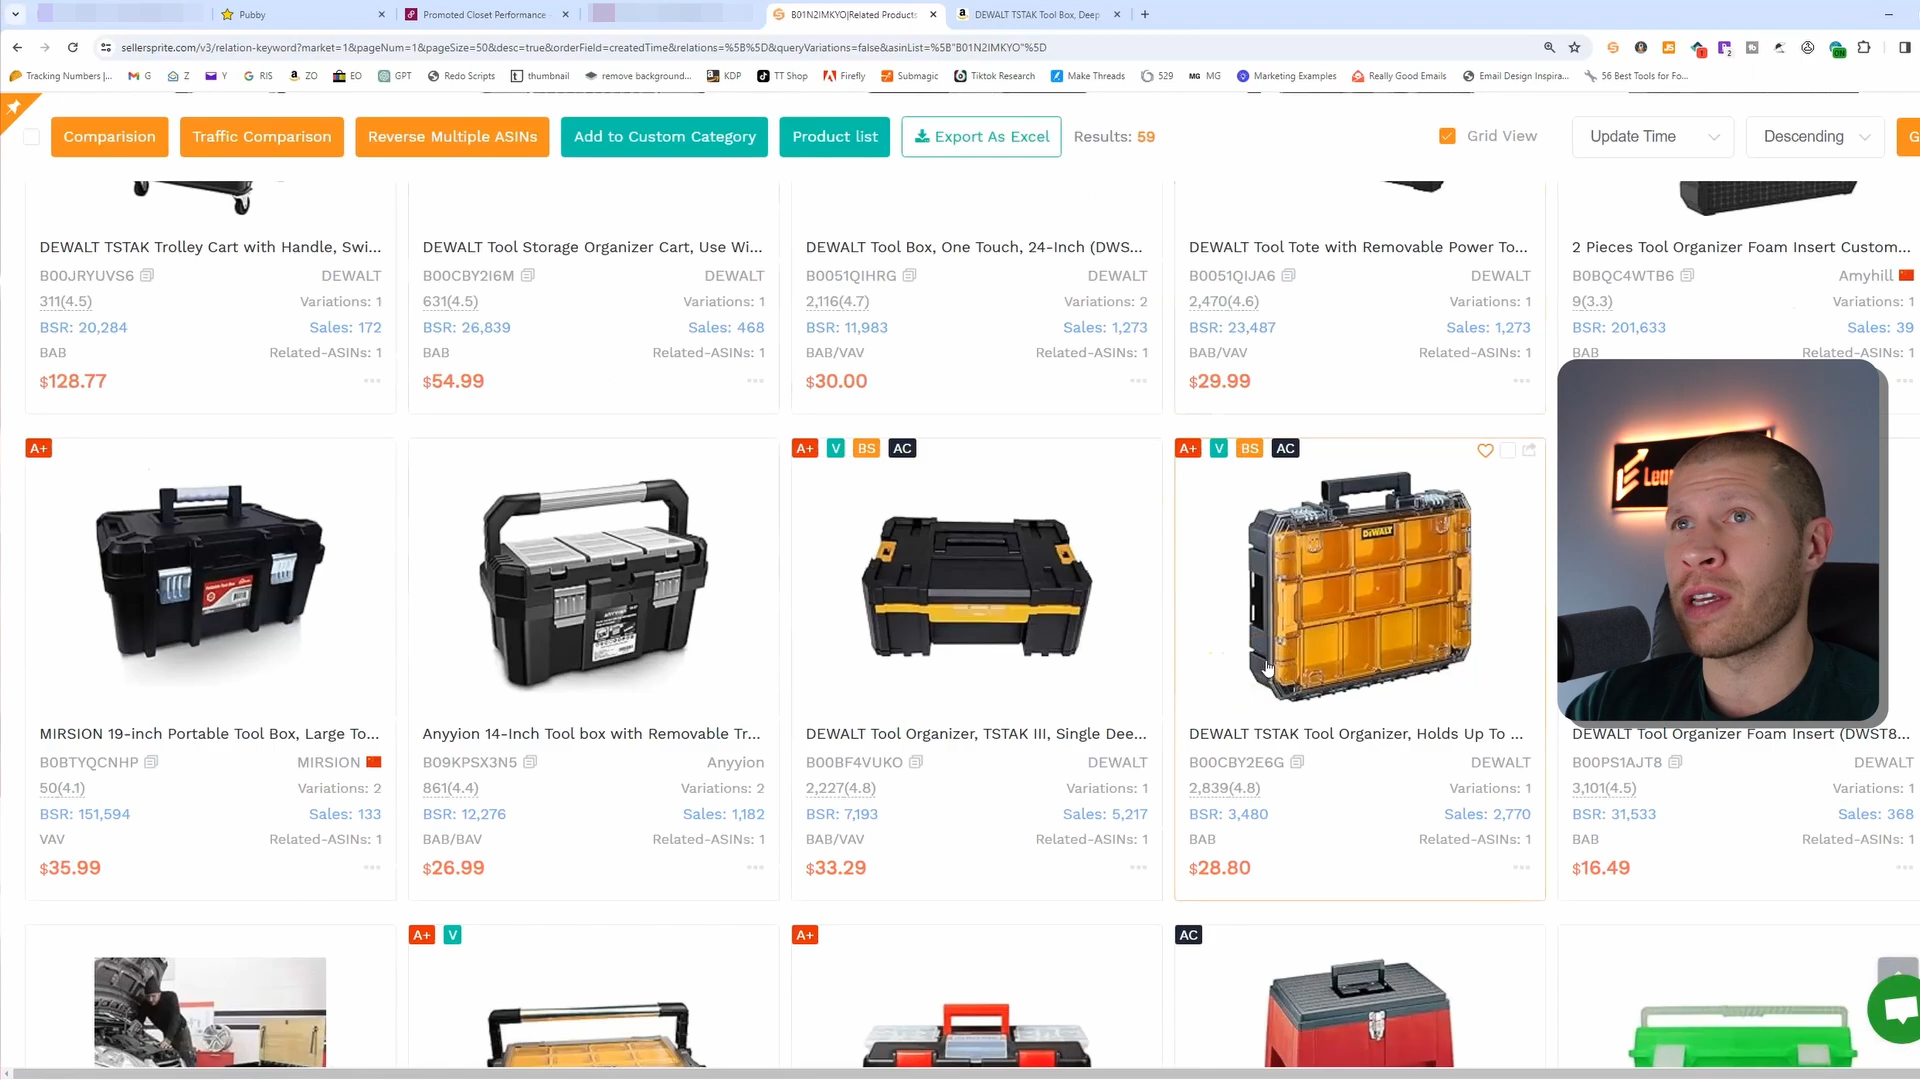 Pubby
Promoted Closet Performance
B01N2IMKYO|Related Products
DEWALT TSTAK Tool Box, Deep
sellersprite.com/v3/relation-keyword?market=1&pageNum=1&pageSize=50&desc=true&orderField=createdTime&relations=%5B%5D&queryVariations=false&asinList=%5B"B01N2IMKYO"%5D
Tracking Numbers |... G Z Y RIS ZO EO GPT Redo Scripts thumbnail remove background... KDP TT Shop Firefly Submagic Tiktok Research Make Threads 529 MG MG Marketing Examples Really Good Emails Email Design Inspira... 56 Best Tools for Fo...
Comparision Traffic Comparison Reverse Multiple ASINs Add to Custom Category Product list Export As Excel Results: 59 Grid View Update Time Descending G
DEWALT TSTAK Trolley Cart with Handle, Swi...
B00JRYUVS6 DEWALT
311(4.5) Variations: 1
BSR: 20,284 Sales: 172
BAB Related-ASINs: 1
$128.77
DEWALT Tool Storage Organizer Cart, Use Wi...
B00CBY2I6M DEWALT
631(4.5) Variations: 1
BSR: 26,839 Sales: 468
BAB Related-ASINs: 1
$54.99
DEWALT Tool Box, One Touch, 24-Inch (DWS...
B0051QIHRG DEWALT
2,116(4.7) Variations: 2
BSR: 11,983 Sales: 1,273
BAB/VAV Related-ASINs: 1
$30.00
DEWALT Tool Tote with Removable Power To...
B0051QIJA6 DEWALT
2,470(4.6) Variations: 1
BSR: 23,487 Sales: 1,273
BAB/VAV Related-ASINs: 1
$29.99
2 Pieces Tool Organizer Foam Insert Custom...
B0BQC4WTB6 Amyhill
9(3.3) Variations: 1
BSR: 201,633 Sales: 39
BAB Related-ASINs: 1
A+
MIRSION 19-inch Portable Tool Box, Large To...
B0BTYQCNHP MIRSION
50(4.1) Variations: 2
BSR: 151,594 Sales: 133
VAV Related-ASINs: 1
$35.99
Anyyion 14-Inch Tool box with Removable Tr...
B09KPSX3N5 Anyyion
861(4.4) Variations: 2
BSR: 12,276 Sales: 1,182
BAB/BAV Related-ASINs: 1
$26.99
A+ V BS AC
DEWALT Tool Organizer, TSTAK III, Single Dee...
B00BF4VUKO DEWALT
2,227(4.8) Variations: 1
BSR: 7,193 Sales: 5,217
BAB/VAV Related-ASINs: 1
$33.29
A+ V BS AC
DEWALT
DEWALT TSTAK Tool Organizer, Holds Up To ...
B00CBY2E6G DEWALT
2,839(4.8) Variations: 1
BSR: 3,480 Sales: 2,770
BAB Related-ASINs: 1
$28.80
Lea
DEWALT Tool Organizer Foam Insert (DWST8...
B00PS1AJT8 DEWALT
3,101(4.5) Variations: 1
BSR: 31,533 Sales: 368
BAB Related-ASINs: 1
$16.49
A+ V
A+
AC